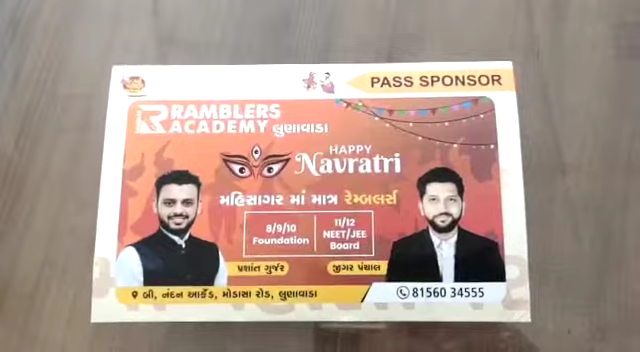 PASS SPONSOR
RAMBLERS
ACADEMY લુણાવાડા
HAPPY
Navratri
મહિસાગર માં માત્ર રેમ્બલર્સ
8/9/10
Foundation
11/12
NEET/JEE
Board
પ્રશાંત ગુર્જર
જીગર પંચાલ
બી, નંદન આર્કેડ, મોડાસા રોડ, લુણાવાડા
81560 34555